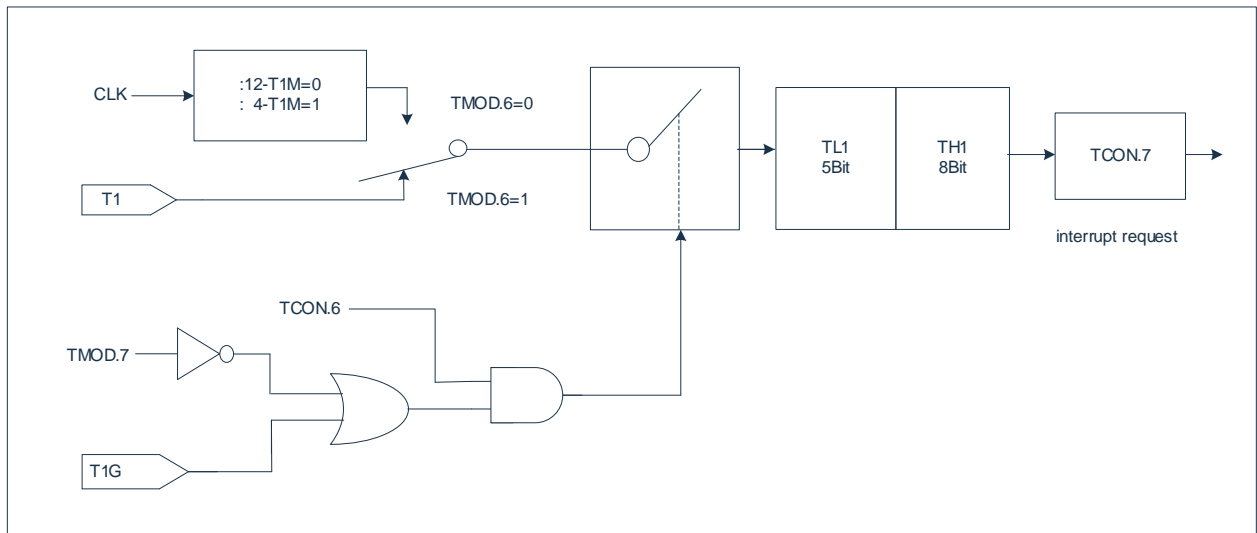 :12-T1M=0
: 4-T1M=1
CLK
TMOD.6=0
T1
TMOD.6=1
TL1
5Bit
TH1
8Bit
TCON.7
interrupt request
TCON.6
TMOD.7
T1G